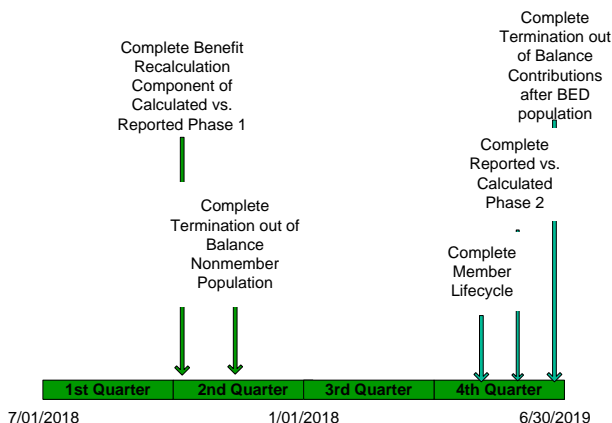 Complete Benefit
Recalculation
Component of
Calculated vs.
Reported Phase 1
Complete
Termination out of
Balance
Nonmember
Population
Complete
Termination out
of Balance
Contributions
after BED
population
Complete
Reported vs.
Calculated
Phase 2
Complete
Member
Lifecycle
1st Quarter 2nd Quarter 3rd Quarter 4th Quarter
7/01/2018 1/01/2018 6/30/2019